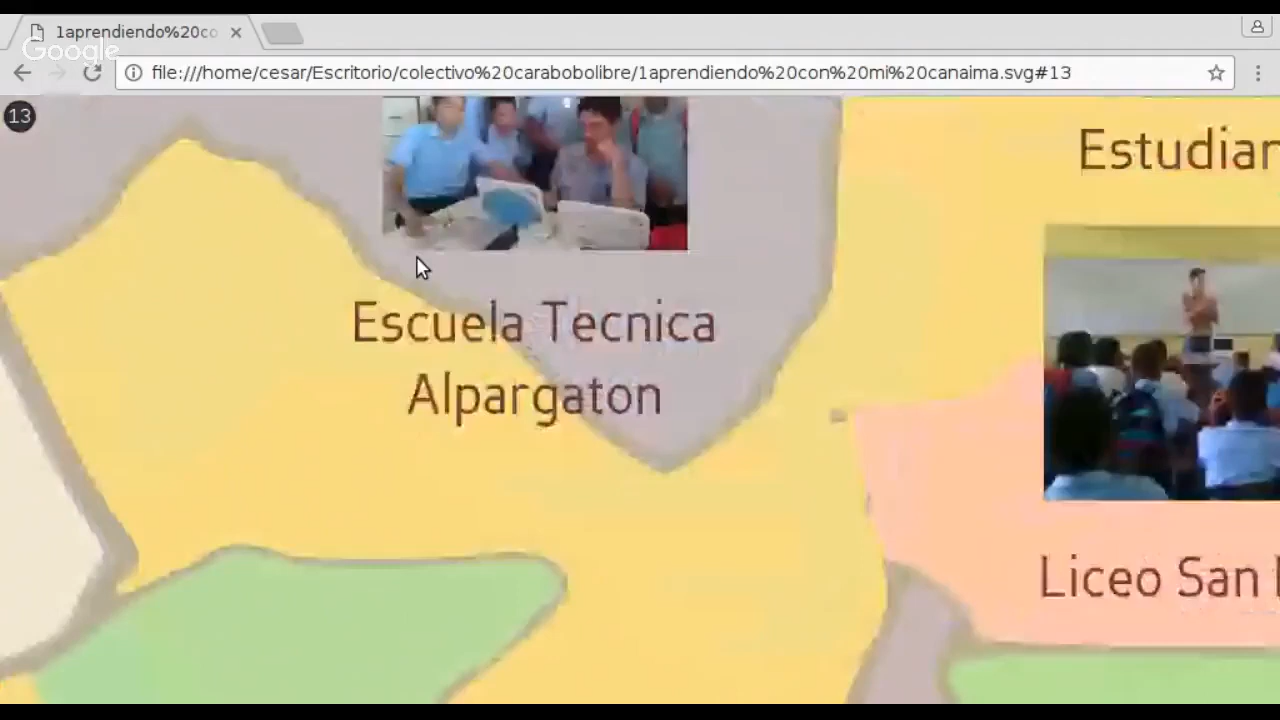 1aprendiendo%20co
Google
file:///home/cesar/Escritorio/colectivo%20carabobolibre/1aprendiendo%20con%20mi%20canaima.svg#13
13
Estudian
Escuela Tecnica
Alpargaton
Liceo San